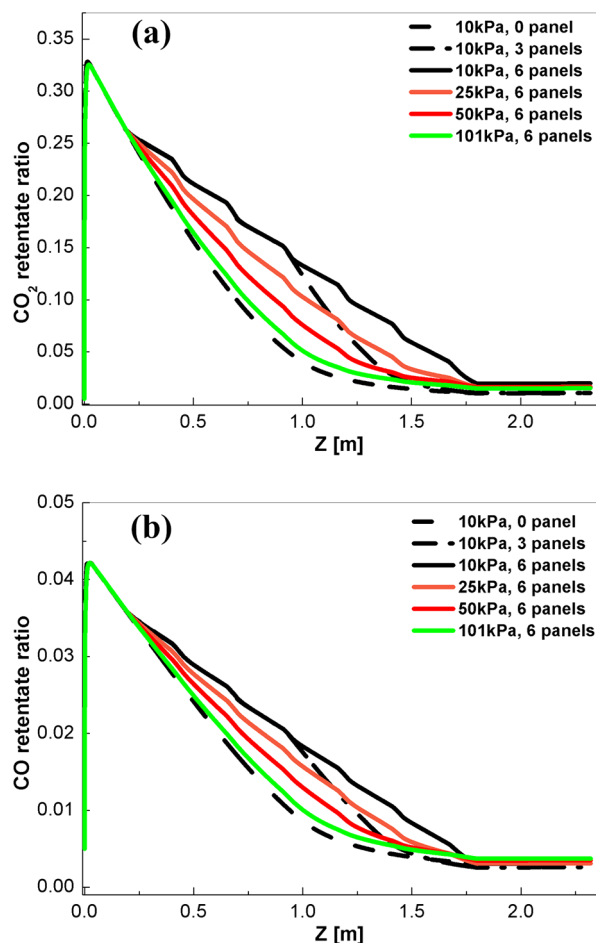 (a)
10kPa, 0 panel
10kPa, 3 panels
10kPa, 6 panels
25kPa, 6 panels
50kPa, 6 panels
101kPa, 6 panels
CO2 retentate ratio
0.35
0.30
0.25
0.20
0.15
0.10
0.05
0.00
0.0 0.5 1.0 1.5 2.0
Z [m]
(b)
10kPa, 0 panel
10kPa, 3 panels
10kPa, 6 panels
25kPa, 6 panels
50kPa, 6 panels
101kPa, 6 panels
CO retentate ratio
0.05
0.04
0.03
0.02
0.01
0.00
0.0 0.5 1.0 1.5 2.0
Z [m]